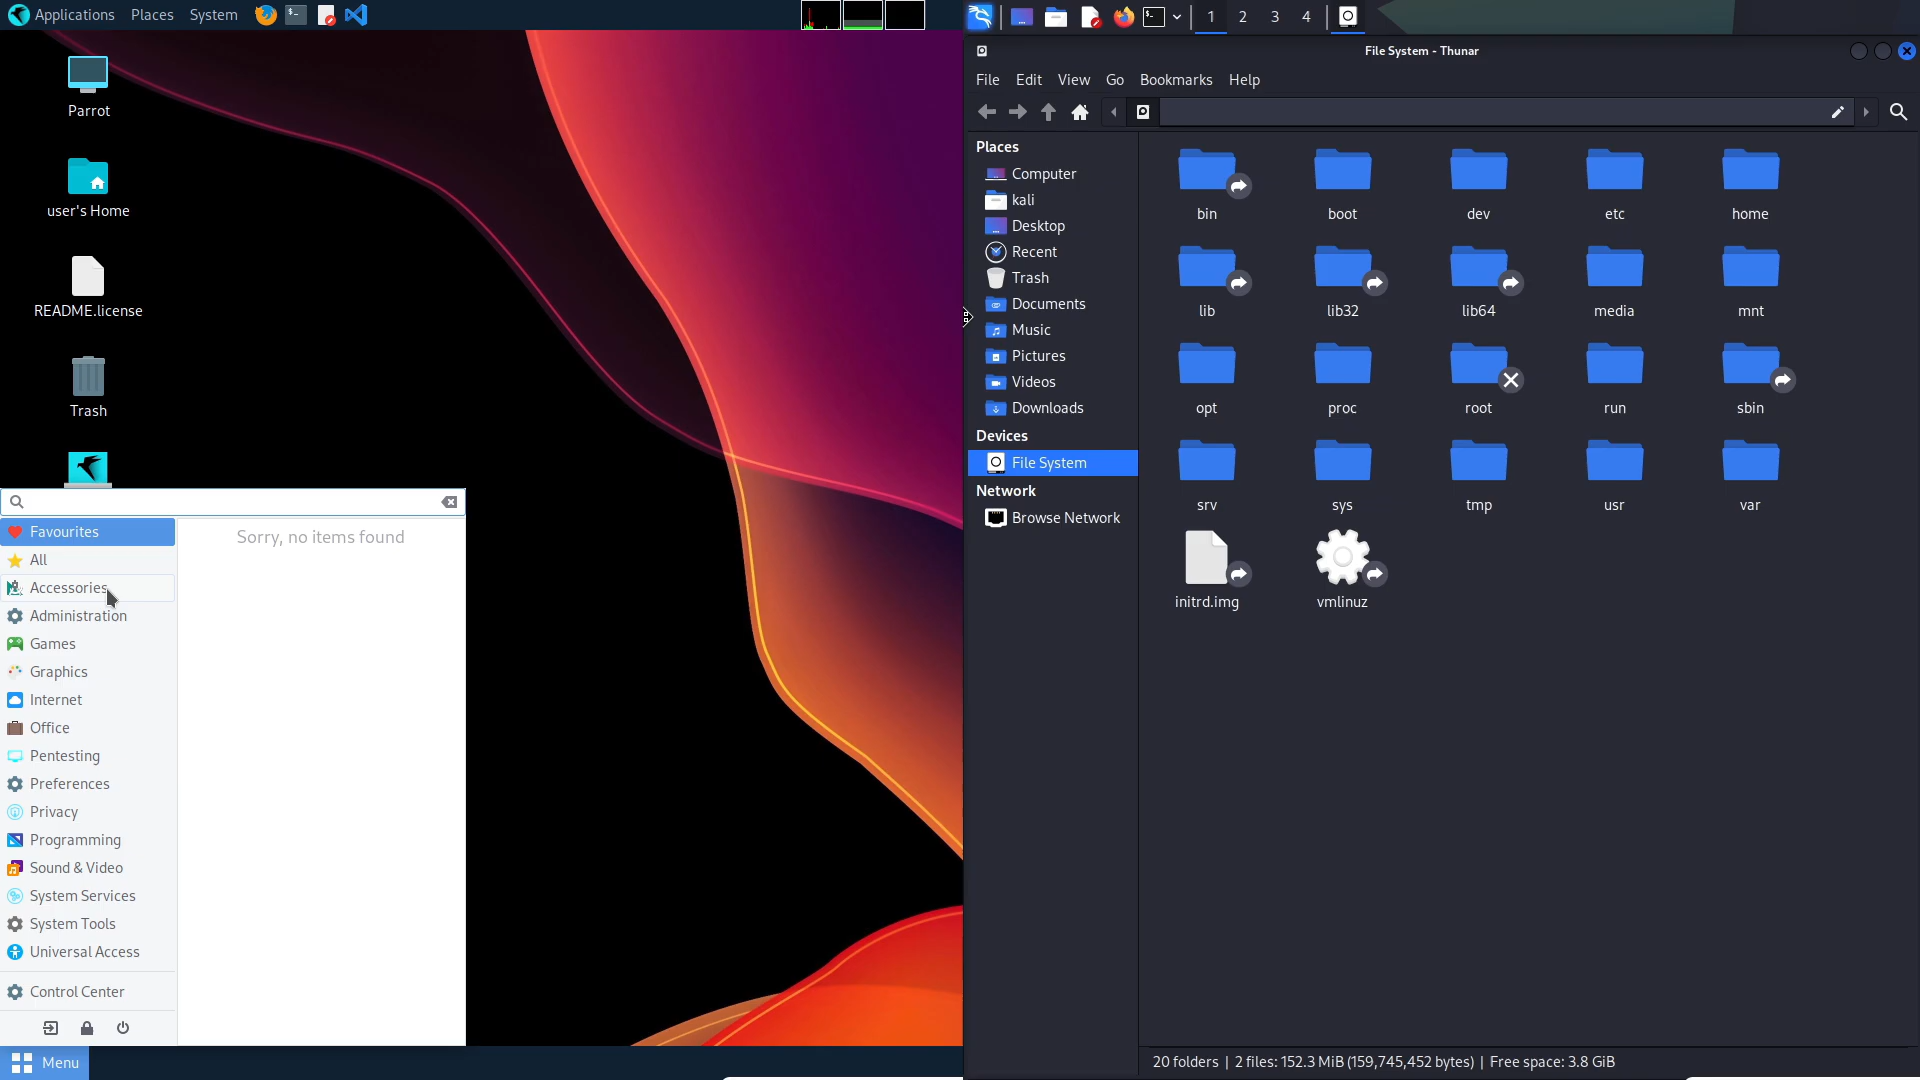 Applications Places System
Parrot
user's Home
README.license
Trash
Favourites
Sorry, no items found
All
Accessories
Administration
Games
Graphics
Internet
Office
Pentesting
Preferences
Privacy
Programming
Sound & Video
System Services
System Tools
Universal Access
Control Center
Menu
1 2 3 4
File System - Thunar
File Edit View Go Bookmarks Help
Places
Computer
kali
Desktop
Recent
Trash
Documents
Music
Pictures
Videos
Downloads
Devices
File System
Network
Browse Network
bin boot dev etc home
lib lib32 lib64 media mnt
opt proc root run sbin
srv sys tmp usr var
initrd.img vmlinuz
20 folders | 2 files: 152.3 MiB (159,745,452 bytes) | Free space: 3.8 GiB